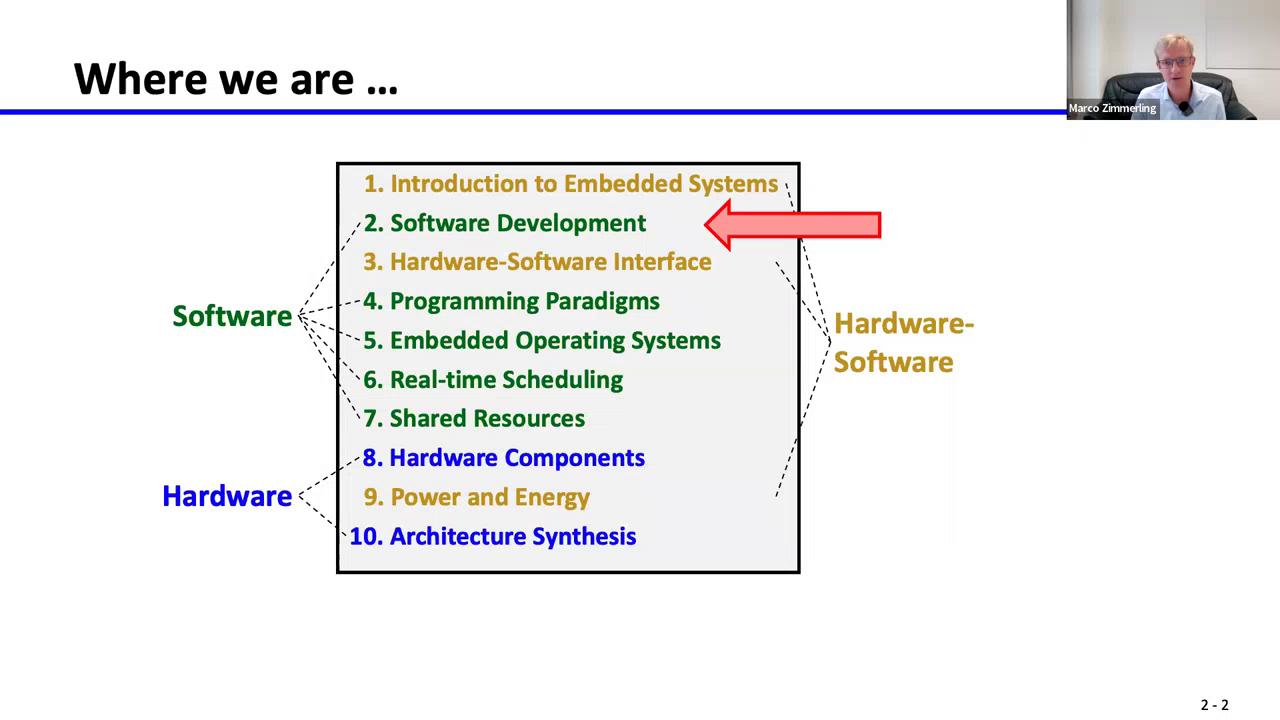 Where we are …
Marco Zimmerling
1. Introduction to Embedded Systems
2. Software Development
3. Hardware-Software Interface
4. Programming Paradigms
5. Embedded Operating Systems
6. Real-time Scheduling
7. Shared Resources
8. Hardware Components
9. Power and Energy
10. Architecture Synthesis
Software
Hardware
Hardware-
Software
2 - 2